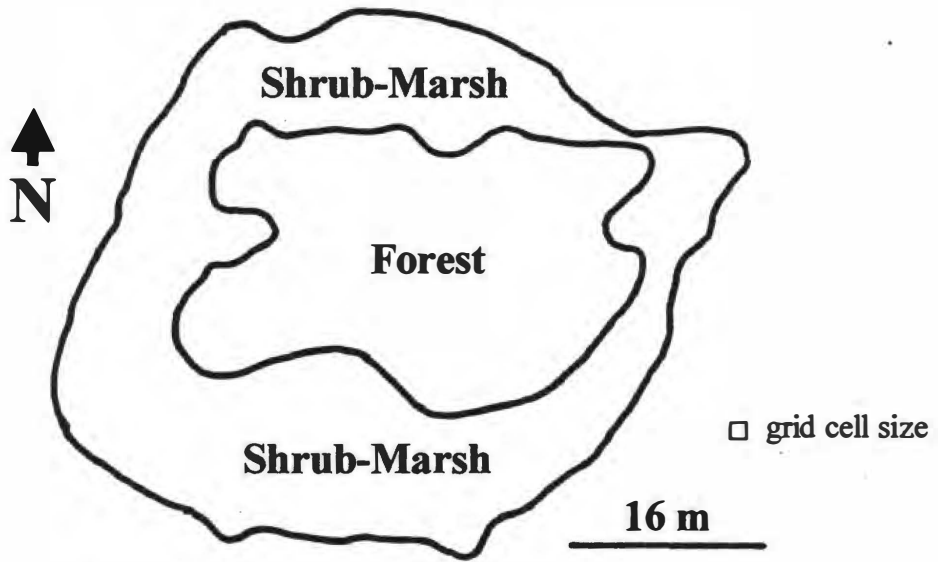 Shrub-Marsh
N
Forest
Shrub-Marsh
grid cell size
16 m